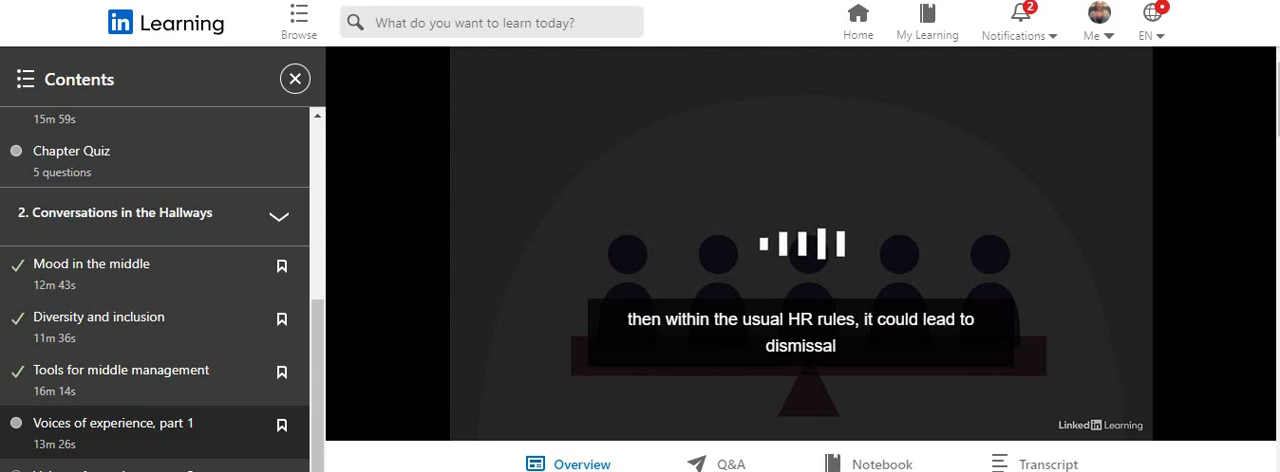 in Learning
Browse
What do you want to learn today?
Home
My Learning
2
Notifications
Me
EN
Contents
15m 59s
Chapter Quiz
5 questions
2. Conversations in the Hallways
Mood in the middle
12m 43s
Diversity and inclusion
11m 36s
Tools for middle management
16m 14s
Voices of experience, part 1
13m 26s
then within the usual HR rules, it could lead to
dismissal
Linked in Learning
Overview
Q&A
Notebook
Transcript